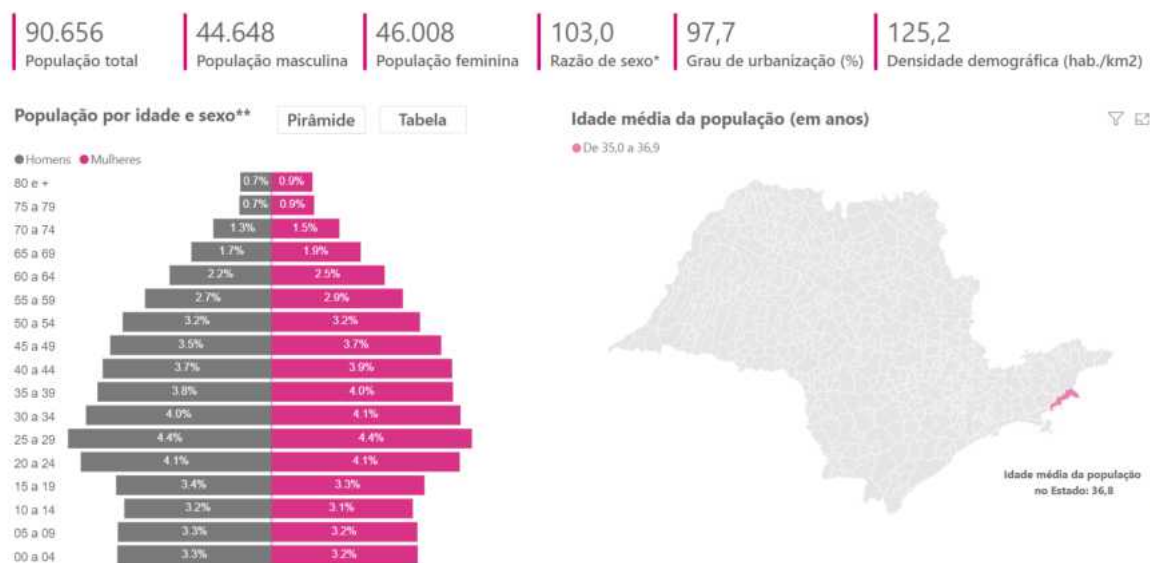 90.656 44.648 46.008 103,0 97,7 125,2
População total População masculina População feminina Razão de sexo* Grau de urbanização (%) Densidade demográfica (hab./km2)
População por idade e sexo** Pirâmide Tabela
Homens Mulheres
80 e + 0.7% 0.9%
75 a 79 0.7% 0.9%
70 a 74 1.3% 1.5%
65 a 69 1.7% 1.9%
60 a 64 2.2% 2.5%
55 a 59 2.7% 2.9%
50 a 54 3.2% 3.2%
45 a 49 3.5% 3.7%
40 a 44 3.7% 3.9%
35 a 39 3.8% 4.0%
30 a 34 4.0% 4.1%
25 a 29 4.4% 4.4%
20 a 24 4.1% 4.1%
15 a 19 3.4% 3.3%
10 a 14 3.2% 3.1%
05 a 09 3.3% 3.2%
00 a 04 3.3% 3.2%
Idade média da população (em anos)
De 35,0 a 36,9
Idade média da população
no Estado: 36,8